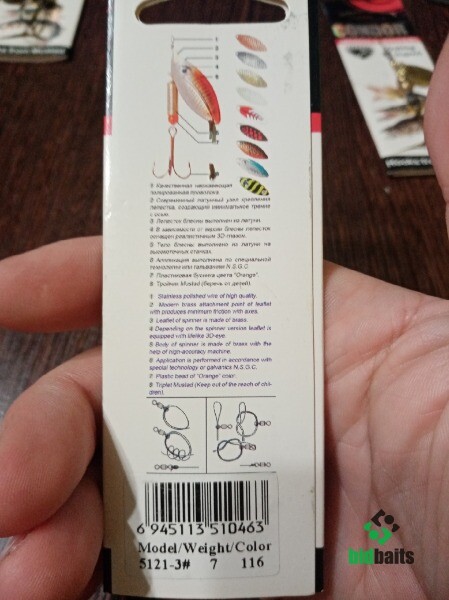 CONDOR
1
① Качественная нержавеющая
полированная проволока.
② Современный латунный узел крепления
лепестка, создающий минимальное трение
с осью.
③ Лепесток блесны выполнен из латуни.
④ В зависимости от версии блесны лепесток
оснащен реалистичным 3D-глазом.
⑤ Тело блесны выполнено из латуни на
высокоточных станках.
⑥ Аппликация выполнена по специальной
технологии или гальваники N.S.G.C
⑦ Пластиковая бусинка цвета "Orange".
⑧ Тройник Mustad (беречь от детей).
① Stainless polished wire of high quality.
② Modern brass attachment point of leaflet
with produces minimum friction with axes.
③ Leaflet of spinner is made of brass.
④ Depending on the spinner version leaflet is
equipped with lifelike 3D-eye.
⑤ Body of spinner is made of brass with the
help of high-accuracy machine.
⑥ Application is performed in accordance with
special technology or galvanics N.S.G.C.
⑦ Plastic bead of "Orange" color.
⑧ Triplet Mustad (Keep out of the reach of chil-
dren).
6 945113 510463
Model/Weight/Color
5121-3# 7 116
bidbaits